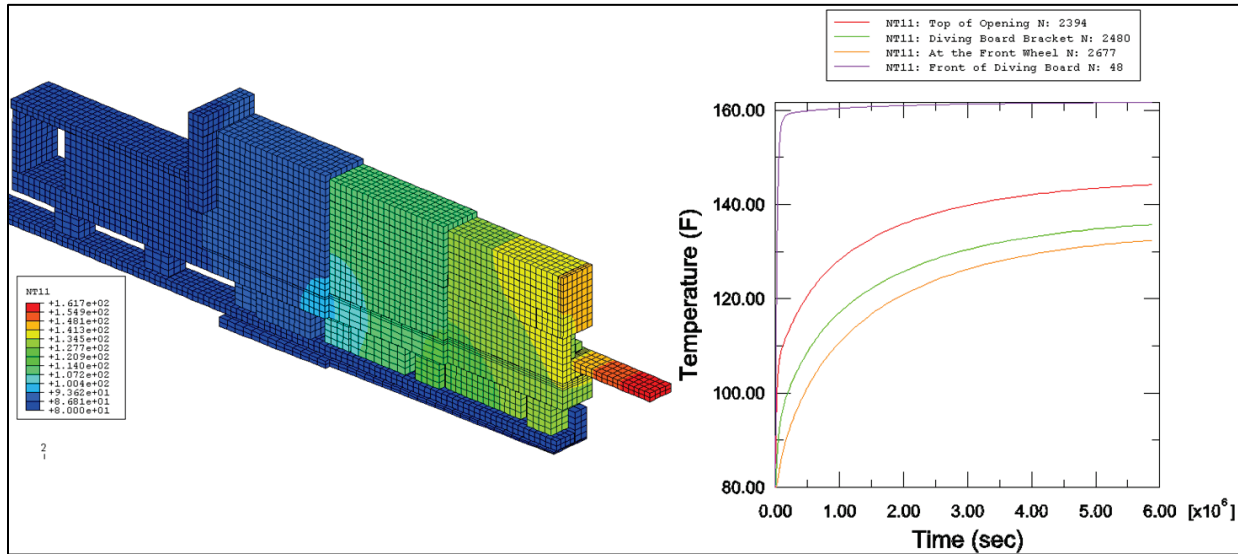 NT11
+1.617e+02
+1.549e+02
+1.481e+02
+1.413e+02
+1.345e+02
+1.277e+02
+1.209e+02
+1.140e+02
+1.072e+02
+1.004e+02
+9.362e+01
+8.681e+01
+8.000e+01
2
NT11: Top of Opening N: 2394
NT11: Diving Board Bracket N: 2480
NT11: At the Front Wheel N: 2677
NT11: Front of Diving Board N: 48
160.00
140.00
120.00
100.00
80.00
Temperature (F)
0.00 1.00 2.00 3.00 4.00 5.00 6.00 [x10⁶]
Time (sec)